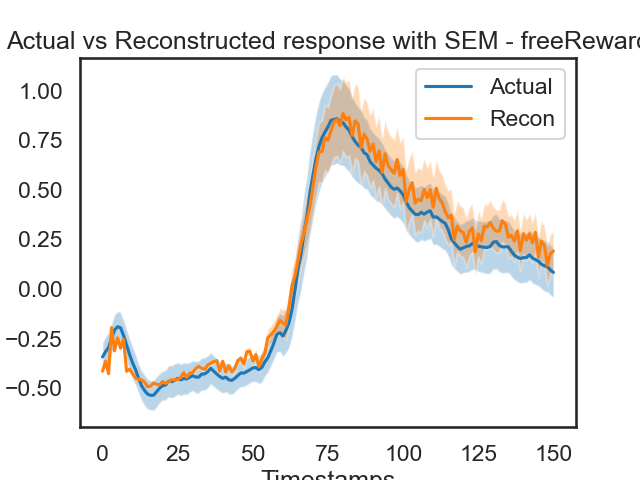 Actual vs Reconstructed response with SEM - freeReward
Actual
Recon
1.00
0.75
0.50
0.25
0.00
−0.25
−0.50
0 25 50 75 100 125 150
Timestamps